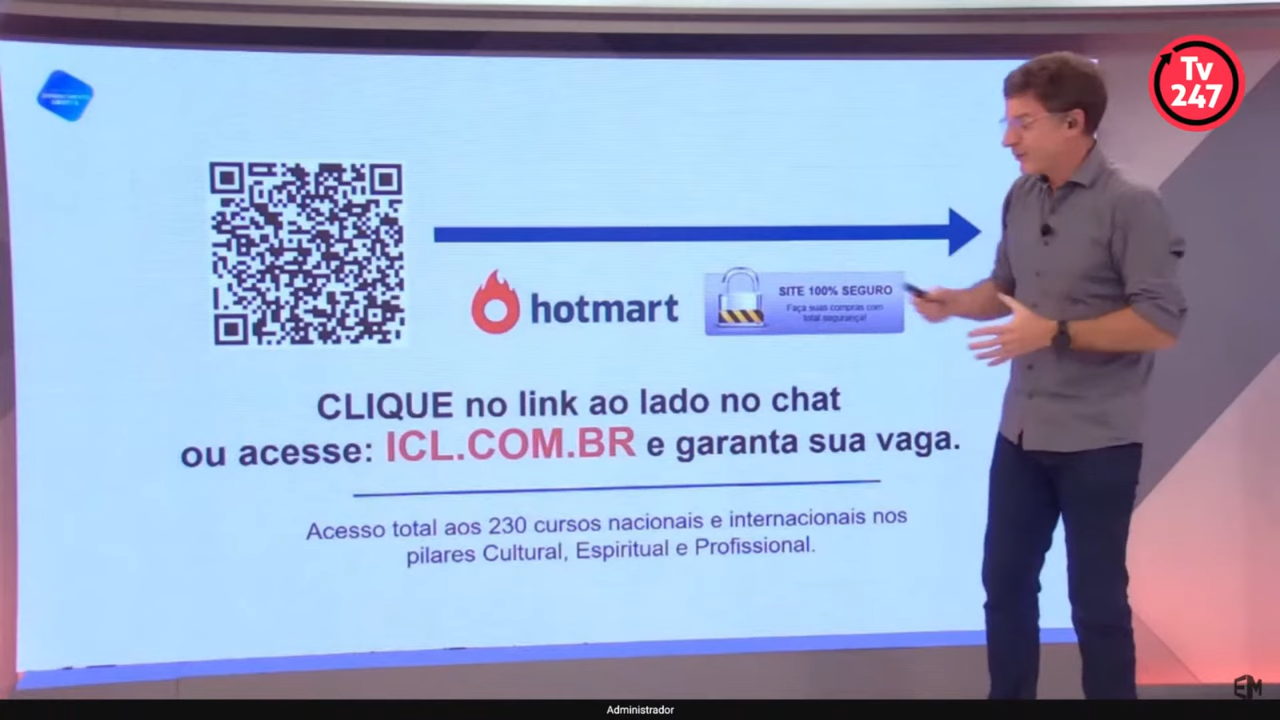 Tv
247
hotmart
SITE 100% SEGURO
Faça suas compras com
total segurança!
CLIQUE no link ao lado no chat
ou acesse: ICL.COM.BR e garanta sua vaga.
Acesso total aos 230 cursos nacionais e internacionais nos
pilares Cultural, Espiritual e Profissional.
EM
Administrador